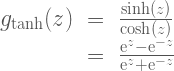 g_tanh(z) = sinh(z)/cosh(z)
= (e^z − e^−z)/(e^z + e^−z)